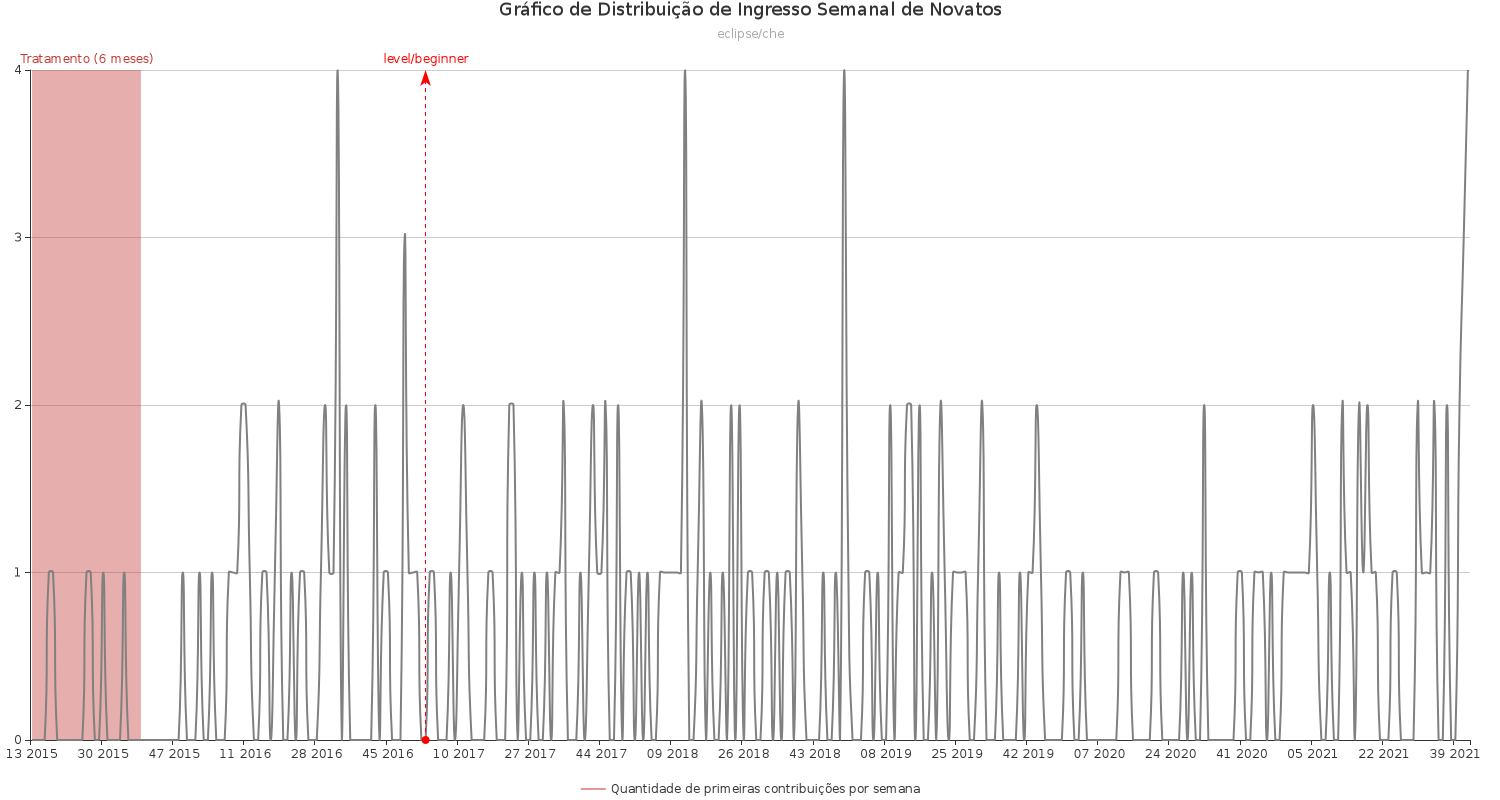 Gráfico de Distribuição de Ingresso Semanal de Novatos
eclipse/che
Tratamento (6 meses)
level/beginner
4
3
2
1
0
13 2015 30 2015 47 2015 11 2016 28 2016 45 2016 10 2017 27 2017 44 2017 09 2018 26 2018 43 2018 08 2019 25 2019 42 2019 07 2020 24 2020 41 2020 05 2021 22 2021 39 2021
Quantidade de primeiras contribuições por semana